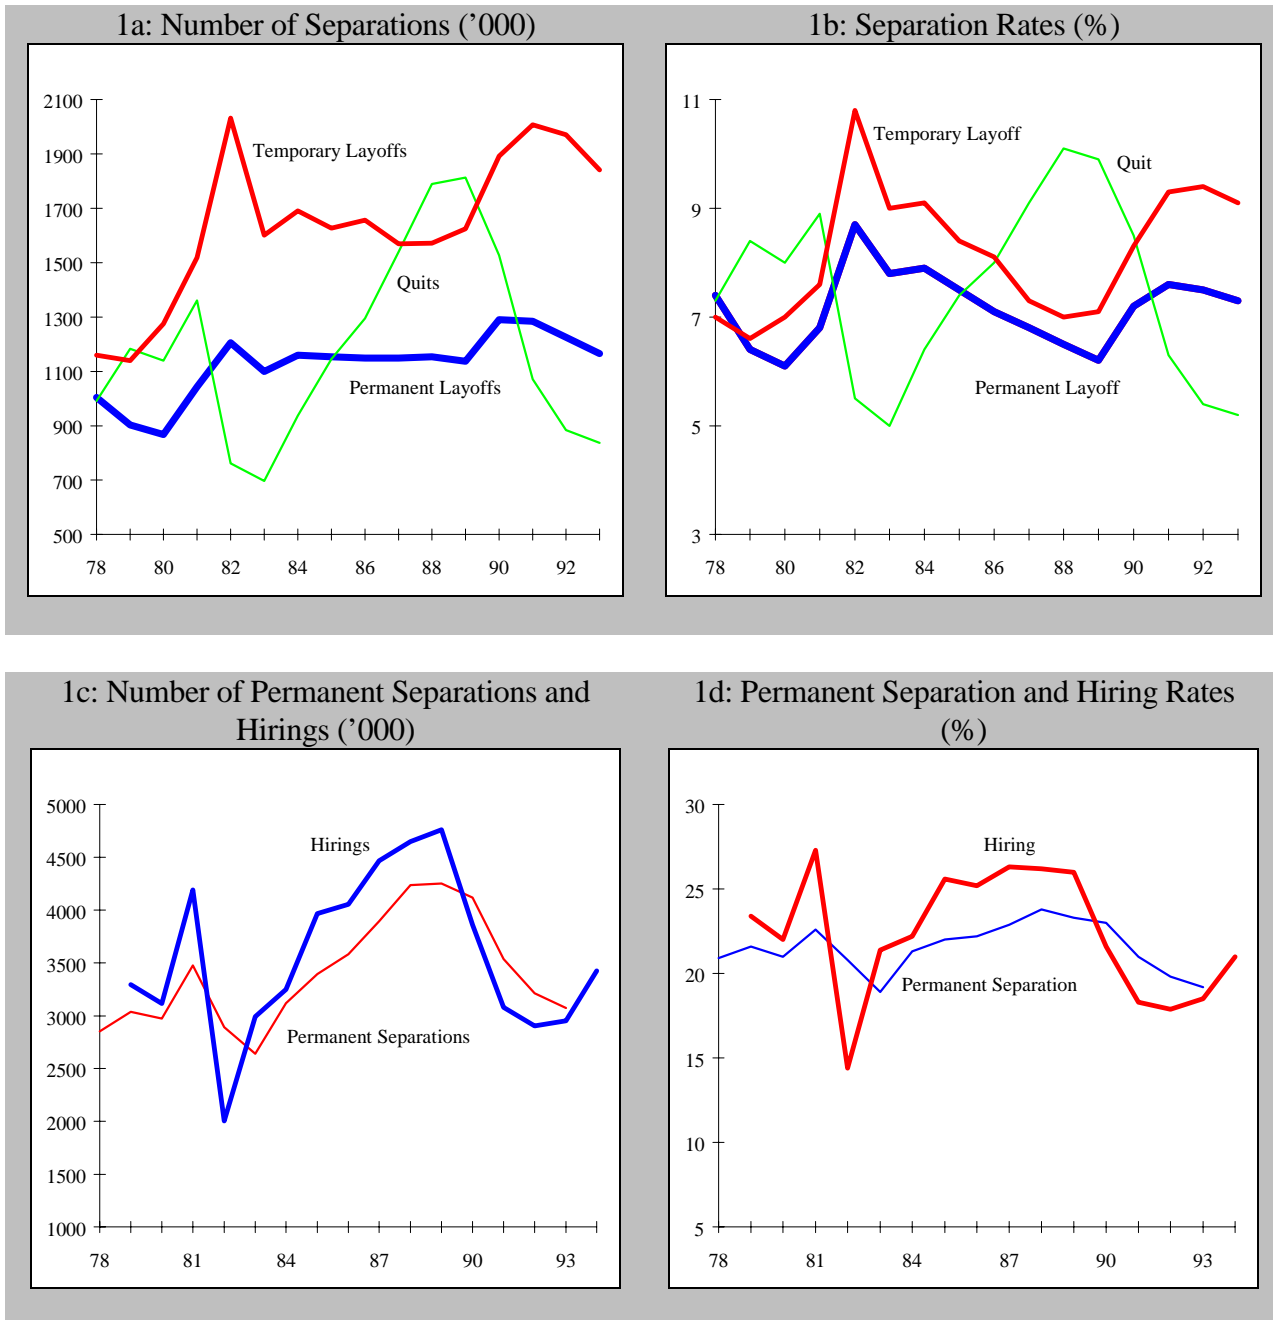 1a: Number of Separations (’000)
2100
1900
1700
1500
1300
1100
900
700
500
78 80 82 84 86 88 90 92
Temporary Layoffs
Quits
Permanent Layoffs
1b: Separation Rates (%)
11
9
7
5
3
78 80 82 84 86 88 90 92
Temporary Layoff
Quit
Permanent Layoff
1c: Number of Permanent Separations and
Hirings (’000)
5000
4500
4000
3500
3000
2500
2000
1500
1000
78 81 84 87 90 93
Hirings
Permanent Separations
1d: Permanent Separation and Hiring Rates
(%)
30
25
20
15
10
5
78 81 84 87 90 93
Hiring
Permanent Separation